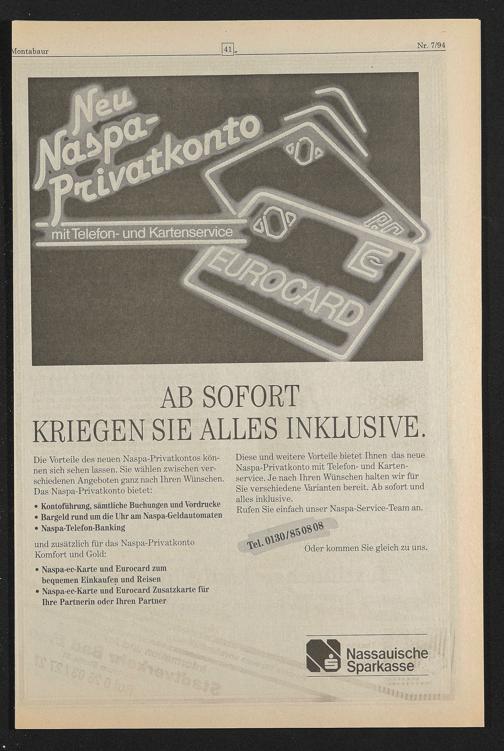 Montabaur
41
Nr. 7/94
Neu
Naspa-
Privatkonto
mit Telefon- und Kartenservice
EUROCARD
AB SOFORT
KRIEGEN SIE ALLES INKLUSIVE.
Die Vorteile des neuen Naspa-Privatkontos kön-
nen sich sehen lassen. Sie wählen zwischen ver-
schiedenen Angeboten ganz nach Ihren Wünschen.
Das Naspa-Privatkonto bietet:
• Kontoführung, sämtliche Buchungen und Vordrucke
• Bargeld rund um die Uhr am Naspa-Geldautomaten
• Naspa-Telefon-Banking
und zusätzlich für das Naspa-Privatkonto
Komfort und Gold:
• Naspa-ec-Karte und Eurocard zum
bequemen Einkaufen und Reisen
• Naspa-ec-Karte und Eurocard Zusatzkarte für
Ihre Partnerin oder Ihren Partner
Diese und weitere Vorteile bietet Ihnen das neue
Naspa-Privatkonto mit Telefon- und Karten-
service. Je nach Ihren Wünschen halten wir für
Sie verschiedene Varianten bereit. Ab sofort und
alles inklusive.
Rufen Sie einfach unser Naspa-Service-Team an.
Tel. 0130/85 08 08
Oder kommen Sie gleich zu uns.
Nassauische
Sparkasse